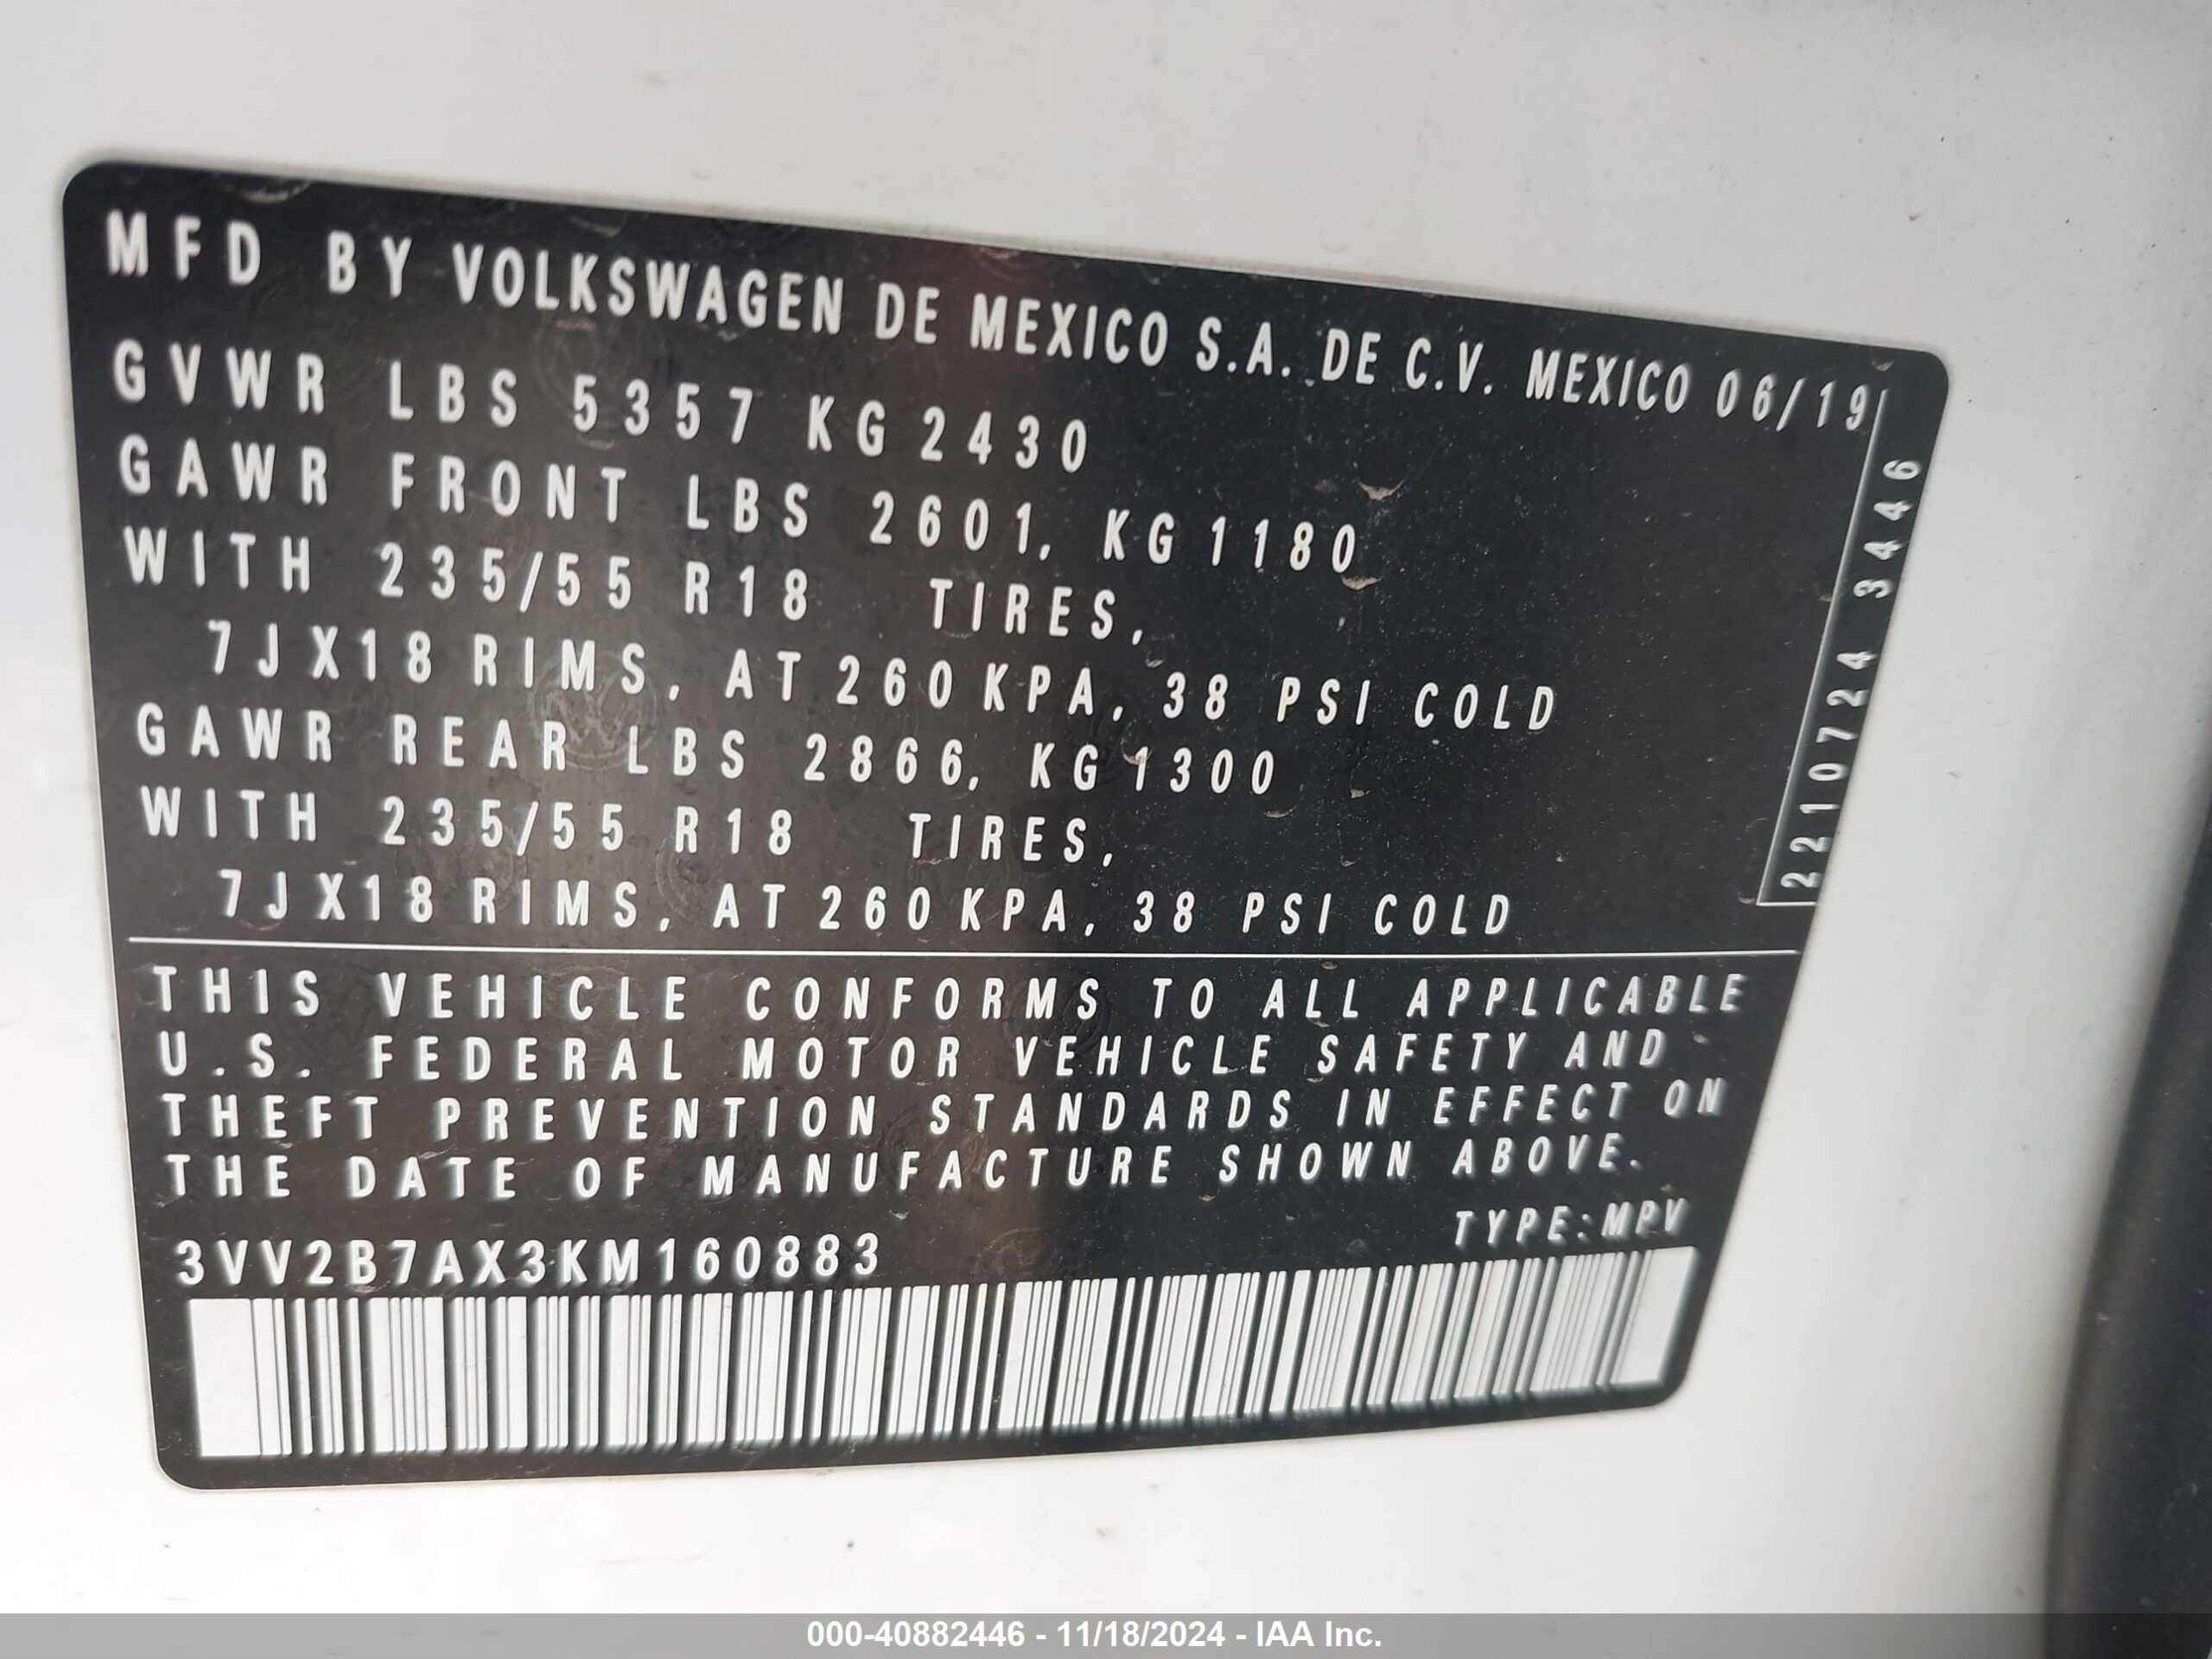 MFD BY VOLKSWAGEN DE MEXICO S.A. DE C.V. MEXICO 06/19
GVWR LBS 5357 KG 2430
GAWR FRONT LBS 2601, KG 1180
WITH 235/55 R18 TIRES,
7JX18 RIMS, AT 260 KPA, 38 PSI COLD
GAWR REAR LBS 2866, KG 1300
WITH 235/55 R18 TIRES,
7JX18 RIMS, AT 260 KPA, 38 PSI COLD
2210724 3446
THIS VEHICLE CONFORMS TO ALL APPLICABLE
U.S. FEDERAL MOTOR VEHICLE SAFETY AND
THEFT PREVENTION STANDARDS IN EFFECT ON
THE DATE OF MANUFACTURE SHOWN ABOVE.
TYPE:MPV
3VV2B7AX3KM160883
000-40882446 - 11/18/2024 - IAA Inc.